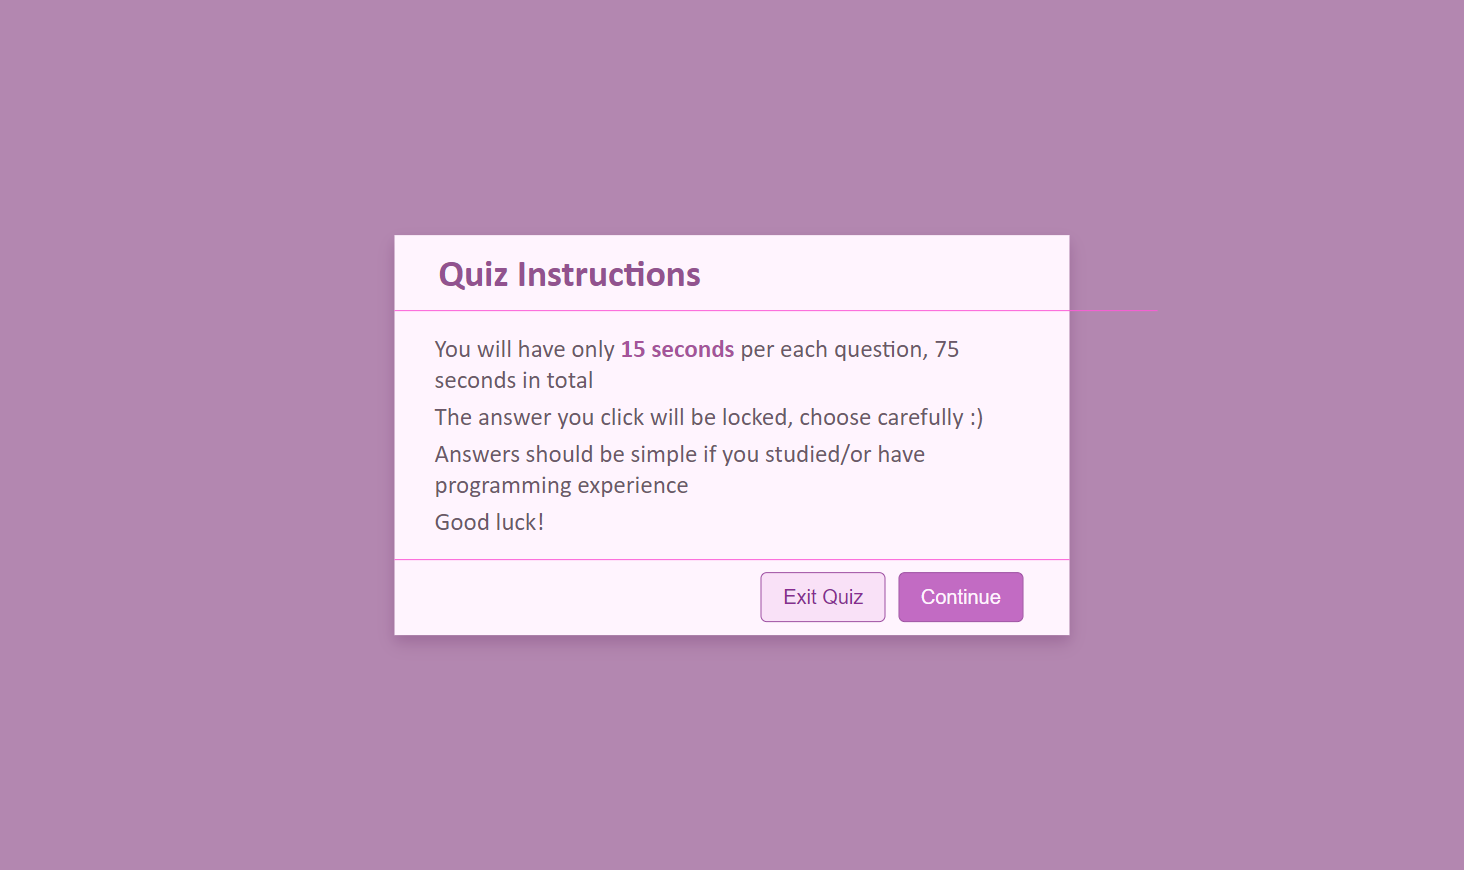 Quiz Instructions
You will have only 15 seconds per each question, 75
seconds in total
The answer you click will be locked, choose carefully :)
Answers should be simple if you studied/or have
programming experience
Good luck!
Exit Quiz
Continue